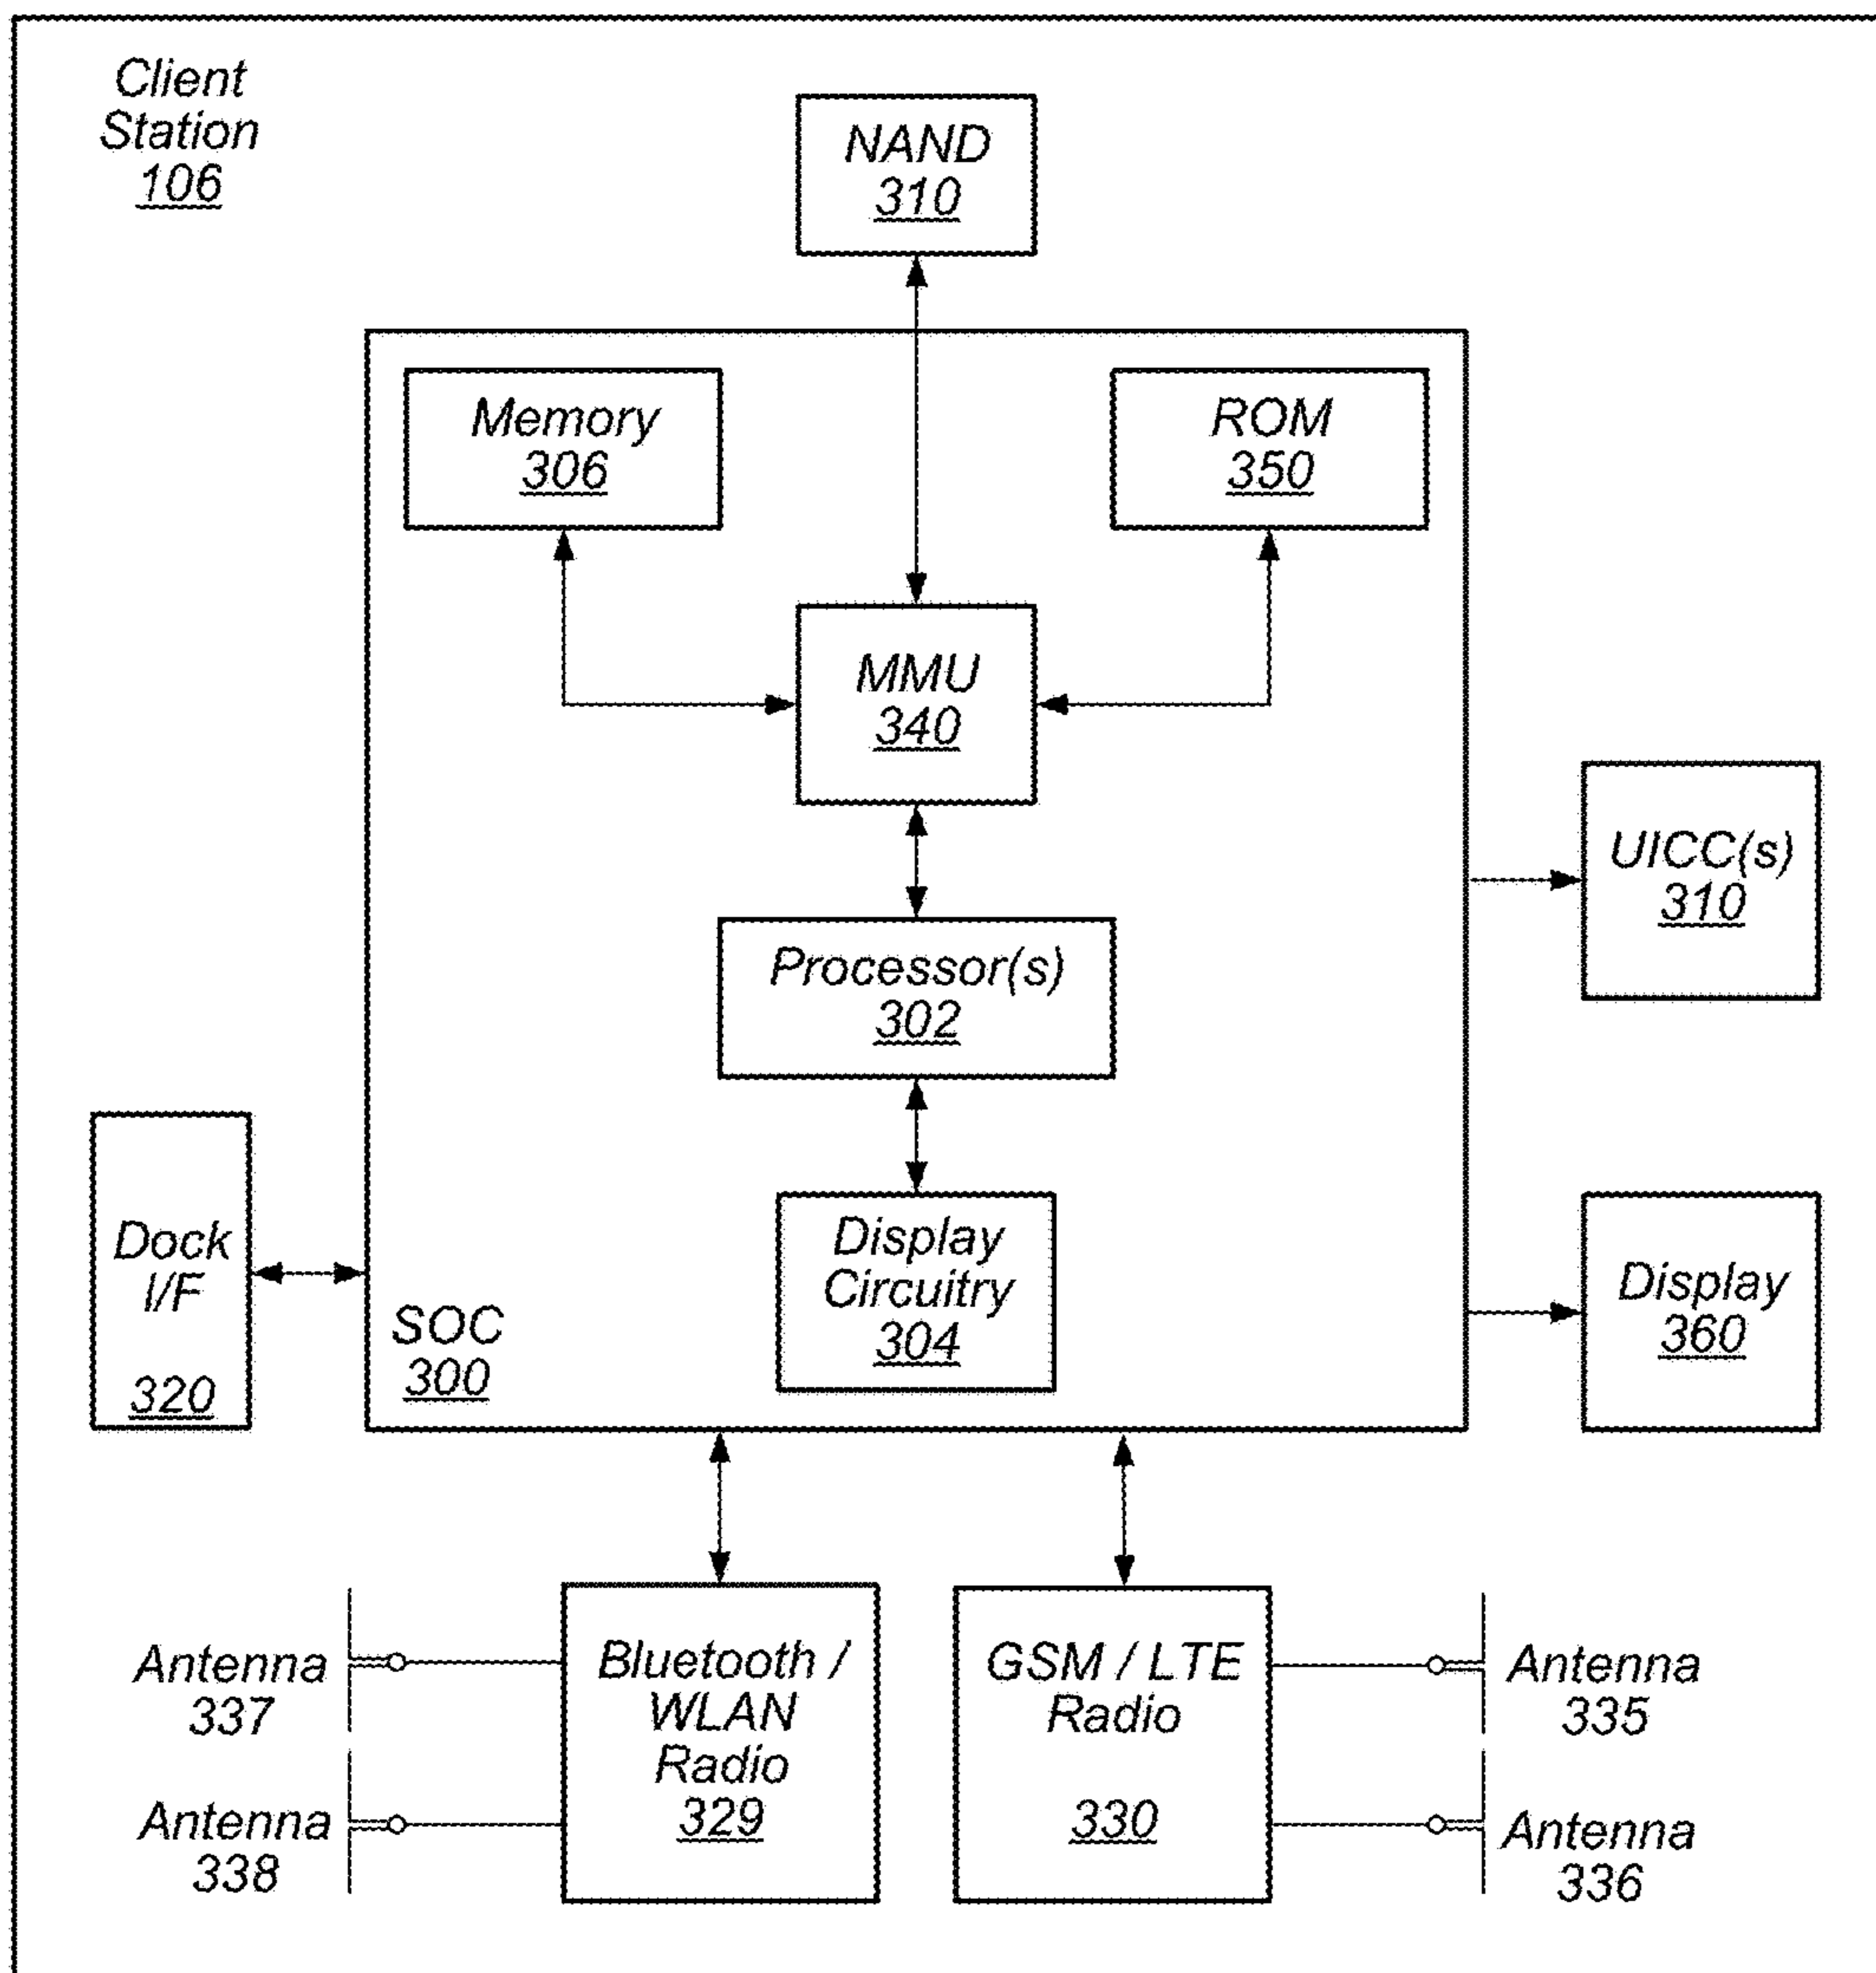 Client
Station
106
NAND
310
Memory
306
ROM
350
MMU
340
UICC(s)
310
Processor(s)
302
Dock
I/F
320
Display
Circuitry
304
SOC
300
Display
360
Antenna
337
Antenna
338
Bluetooth /
WLAN
Radio
329
GSM / LTE
Radio
330
Antenna
335
Antenna
336